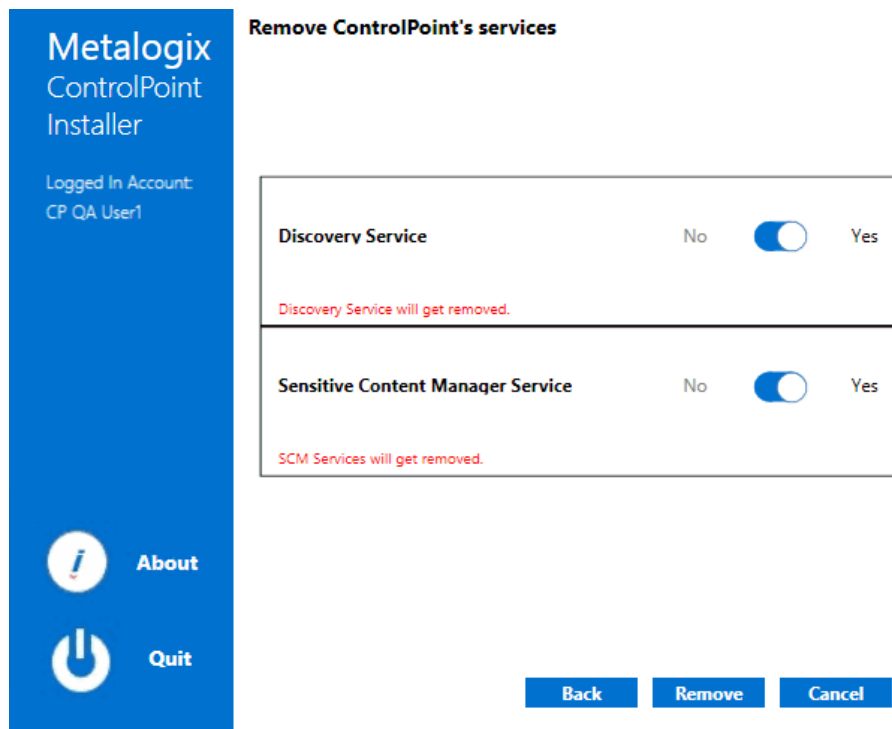 Metalogix
ControlPoint
Installer
Logged In Account:
CP QA User1
About
Quit
Remove ControlPoint's services
Discovery Service No Yes
Discovery Service will get removed.
Sensitive Content Manager Service No Yes
SCM Services will get removed.
Back Remove Cancel